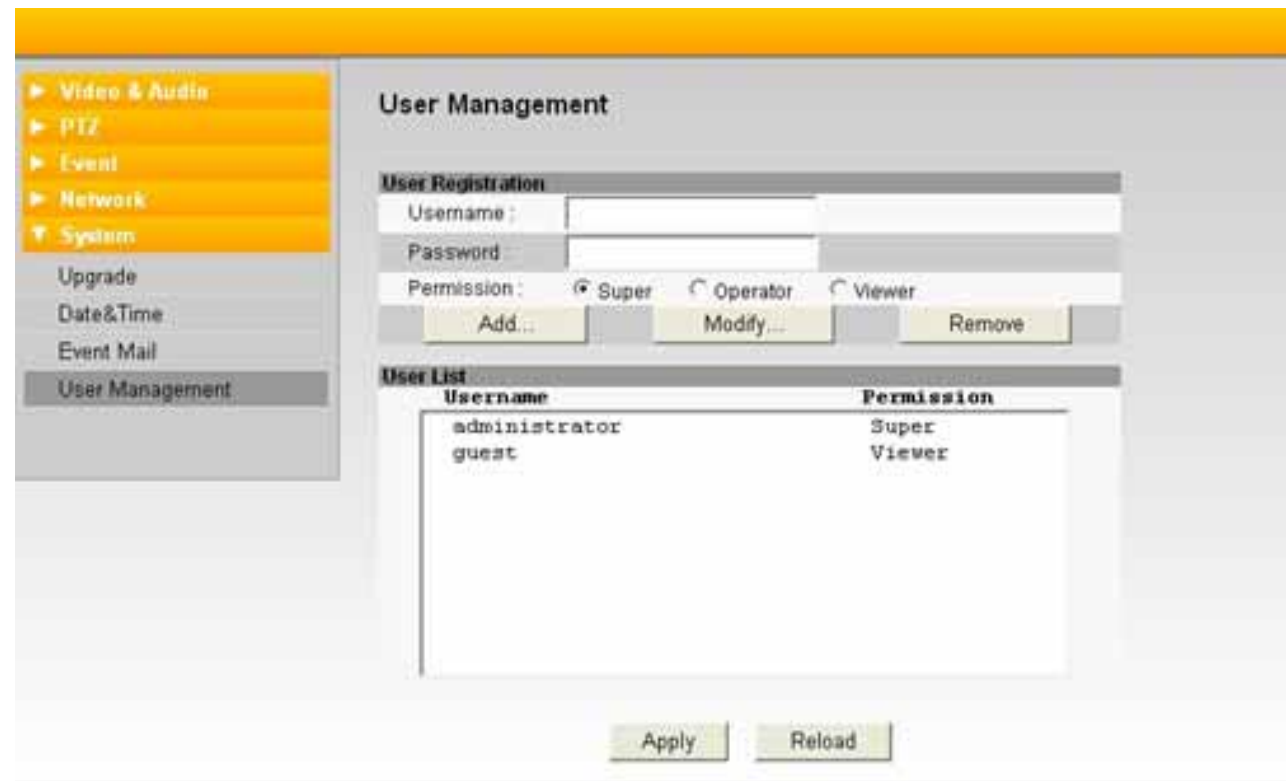 Video & Audio
PTZ
Event
Network
System
Upgrade
Date&Time
Event Mail
User Management
User Management
User Registration
Username :
Password :
Permission : Super Operator Viewer
Add... Modify... Remove
User List
Username Permission
administrator Super
guest Viewer
Apply Reload